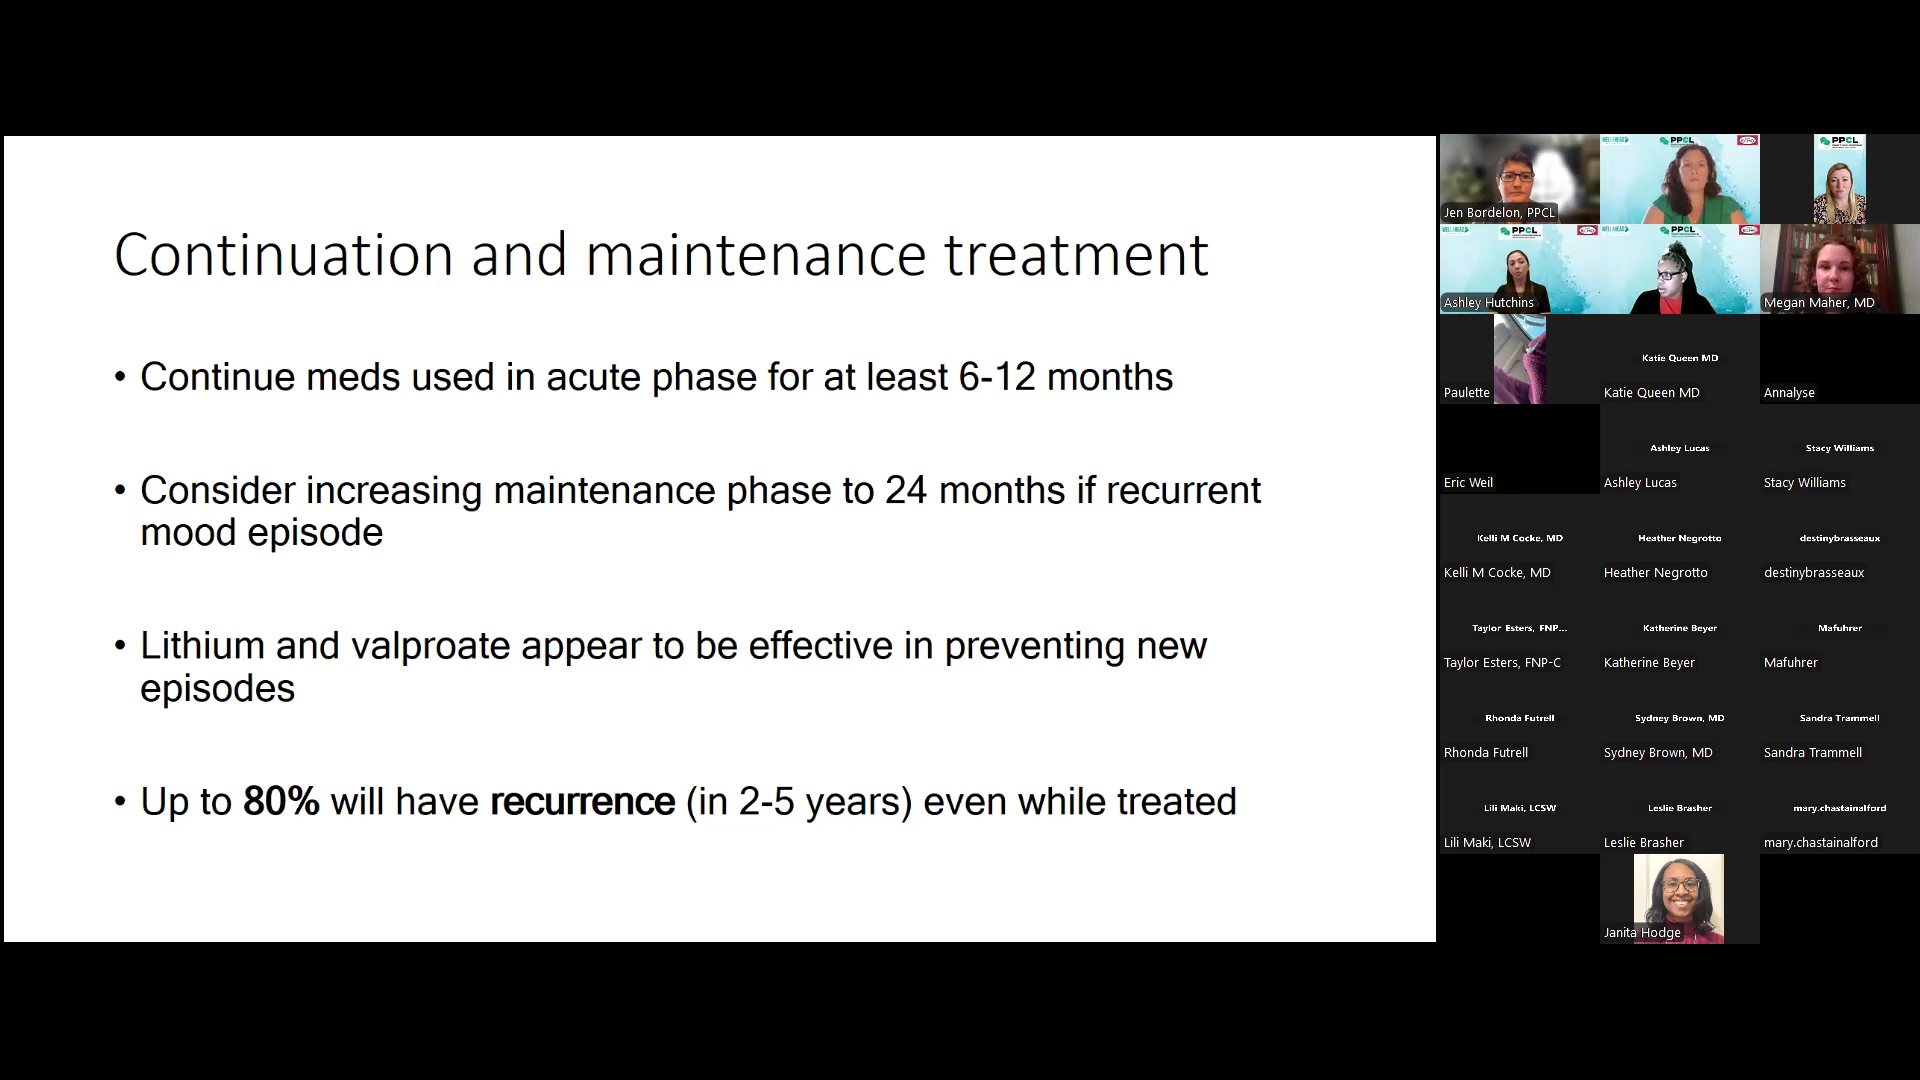 Continuation and maintenance treatment
• Continue meds used in acute phase for at least 6-12 months
• Consider increasing maintenance phase to 24 months if recurrent
mood episode
• Lithium and valproate appear to be effective in preventing new
episodes
• Up to 80% will have recurrence (in 2-5 years) even while treated
Jen Bordelon, PPCL
PPCL
PPCL
Ashley Hutchins
PPCL
PPCL
Megan Maher, MD
Paulette
Katie Queen MD
Katie Queen MD
Annalyse
Eric Weil
Ashley Lucas
Ashley Lucas
Stacy Williams
Stacy Williams
Kelli M Cocke, MD
Kelli M Cocke, MD
Heather Negrotto
Heather Negrotto
destinybrasseaux
destinybrasseaux
Taylor Esters, FNP...
Taylor Esters, FNP-C
Katherine Beyer
Katherine Beyer
Mafuhrer
Mafuhrer
Rhonda Futrell
Rhonda Futrell
Sydney Brown, MD
Sydney Brown, MD
Sandra Trammell
Sandra Trammell
Lili Maki, LCSW
Lili Maki, LCSW
Leslie Brasher
Leslie Brasher
mary.chastainalford
mary.chastainalford
Janita Hodge